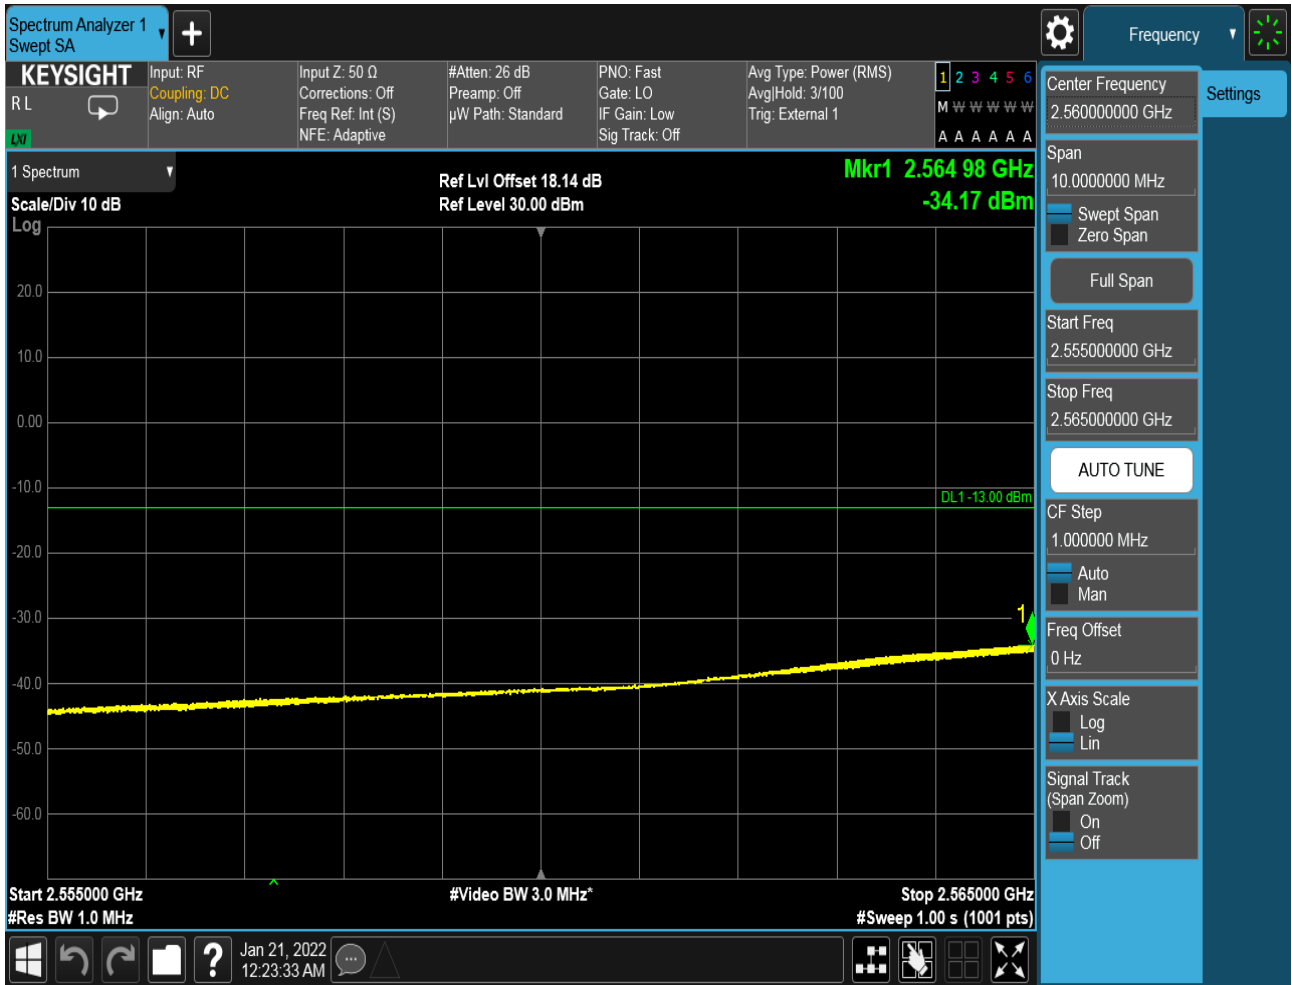 Spectrum Analyzer 1
Swept SA
Frequency
KEYSIGHT
R L
LXI
Input: RF
Coupling: DC
Align: Auto
Input Z: 50 Ω
Corrections: Off
Freq Ref: Int (S)
NFE: Adaptive
#Atten: 26 dB
Preamp: Off
µW Path: Standard
PNO: Fast
Gate: LO
IF Gain: Low
Sig Track: Off
Avg Type: Power (RMS)
Avg|Hold: 3/100
Trig: External 1
1 2 3 4 5 6
M W W W W W
A A A A A A
Center Frequency
2.560000000 GHz
Settings
Span
10.0000000 MHz
Swept Span
Zero Span
Full Span
Start Freq
2.555000000 GHz
Stop Freq
2.565000000 GHz
AUTO TUNE
CF Step
1.000000 MHz
Auto
Man
Freq Offset
0 Hz
X Axis Scale
Log
Lin
Signal Track
(Span Zoom)
On
Off
1 Spectrum
Scale/Div 10 dB
Log
Ref Lvl Offset 18.14 dB
Ref Level 30.00 dBm
Mkr1 2.564 98 GHz
-34.17 dBm
20.0
10.0
0.00
-10.0
DL1 -13.00 dBm
-20.0
-30.0
1
-40.0
-50.0
-60.0
Start 2.555000 GHz
#Video BW 3.0 MHz*
Stop 2.565000 GHz
#Res BW 1.0 MHz
#Sweep 1.00 s (1001 pts)
?
Jan 21, 2022
12:23:33 AM